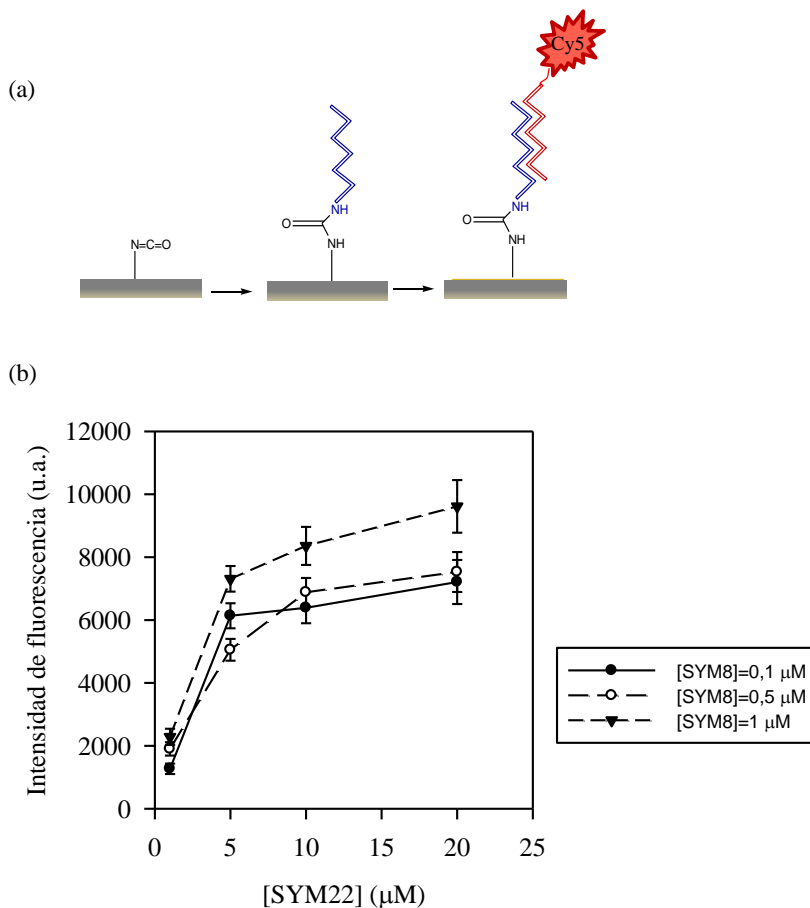 Cy5
(a)
NH
O
NH
NH
O
NH
N=C=O
(b)
12000
10000
8000
6000
4000
2000
0
Intensidad de fluorescencia (u.a.)
0 5 10 15 20 25
[SYM22] (μM)
[SYM8]=0,1 μM
[SYM8]=0,5 μM
[SYM8]=1 μM